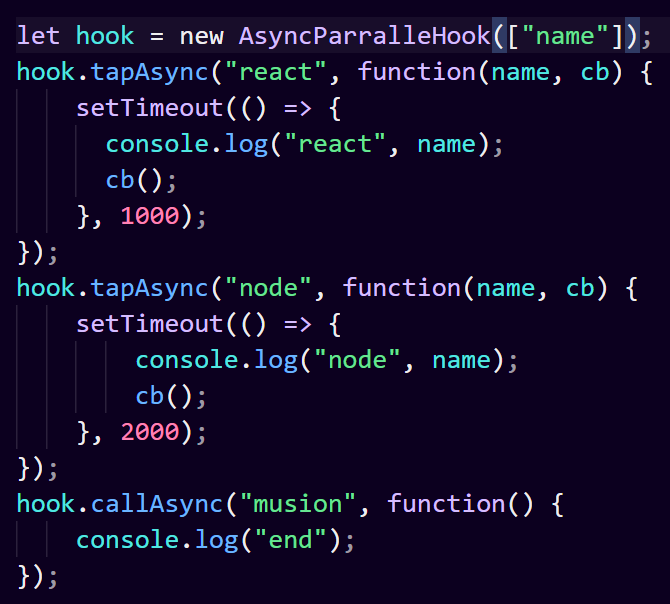 let hook = new AsyncParralleHook(["name"]);
hook.tapAsync("react", function(name, cb) {
    setTimeout(() => {
      console.log("react", name);
      cb();
    }, 1000);
});
hook.tapAsync("node", function(name, cb) {
    setTimeout(() => {
        console.log("node", name);
        cb();
    }, 2000);
});
hook.callAsync("musion", function() {
    console.log("end");
});